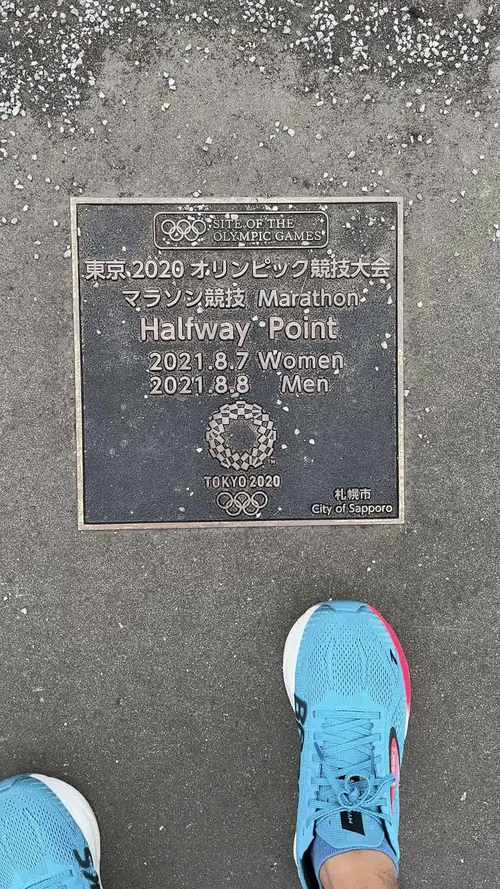 SITE OF THE
OLYMPIC GAMES
東京2020 オリンピック競技大会
マラソン競技 Marathon
Halfway Point
2021.8.7 Women
2021.8.8 Men
TM
TOKYO 2020
札幌市
City of Sapporo